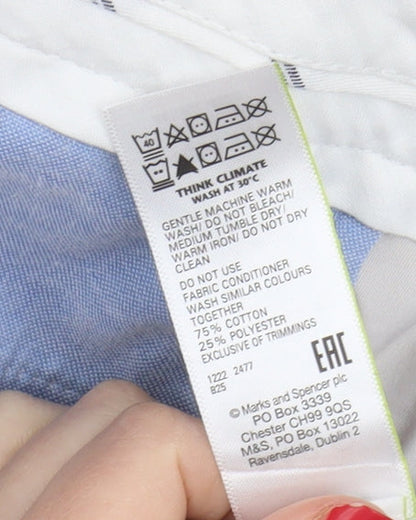 40
THINK CLIMATE
WASH AT 30°C
GENTLE MACHINE WARM
WASH/ DO NOT BLEACH/
MEDIUM TUMBLE DRY/
WARM IRON/ DO NOT DRY
CLEAN
DO NOT USE
FABRIC CONDITIONER
WASH SIMILAR COLOURS
TOGETHER
75% COTTON
25% POLYESTER
EXCLUSIVE OF TRIMMINGS
1222 2477
B25
EAC
© Marks and Spencer plc
PO Box 3339
Chester CH99 9QS
M&S, PO Box 13022
Ravensdale, Dublin 2